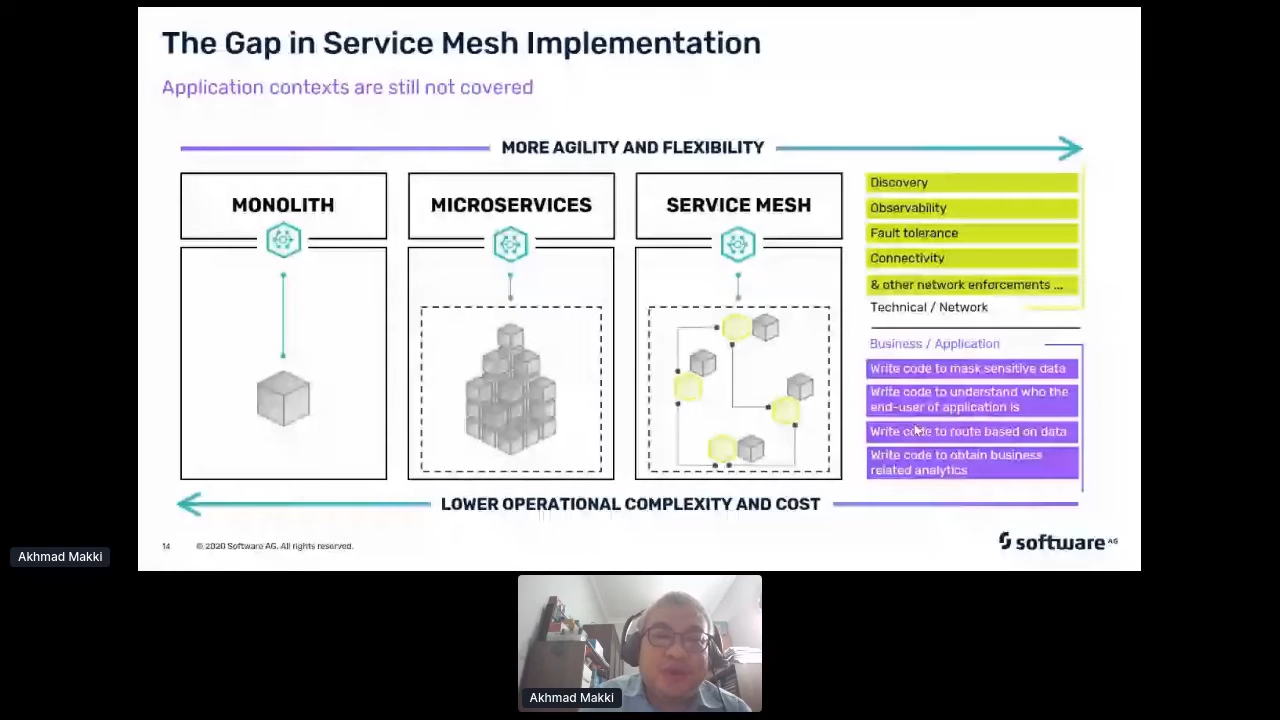 The Gap in Service Mesh Implementation
Application contexts are still not covered
MORE AGILITY AND FLEXIBILITY
MONOLITH
MICROSERVICES
SERVICE MESH
Discovery
Observability
Fault tolerance
Connectivity
& other network enforcements ...
Technical / Network
Business / Application
Write code to mask sensitive data
Write code to understand who the
end-user of application is
Write code to route based on data
Write code to obtain business
related analytics
LOWER OPERATIONAL COMPLEXITY AND COST
14
© 2020 Software AG. All rights reserved.
software AG
Akhmad Makki
Akhmad Makki